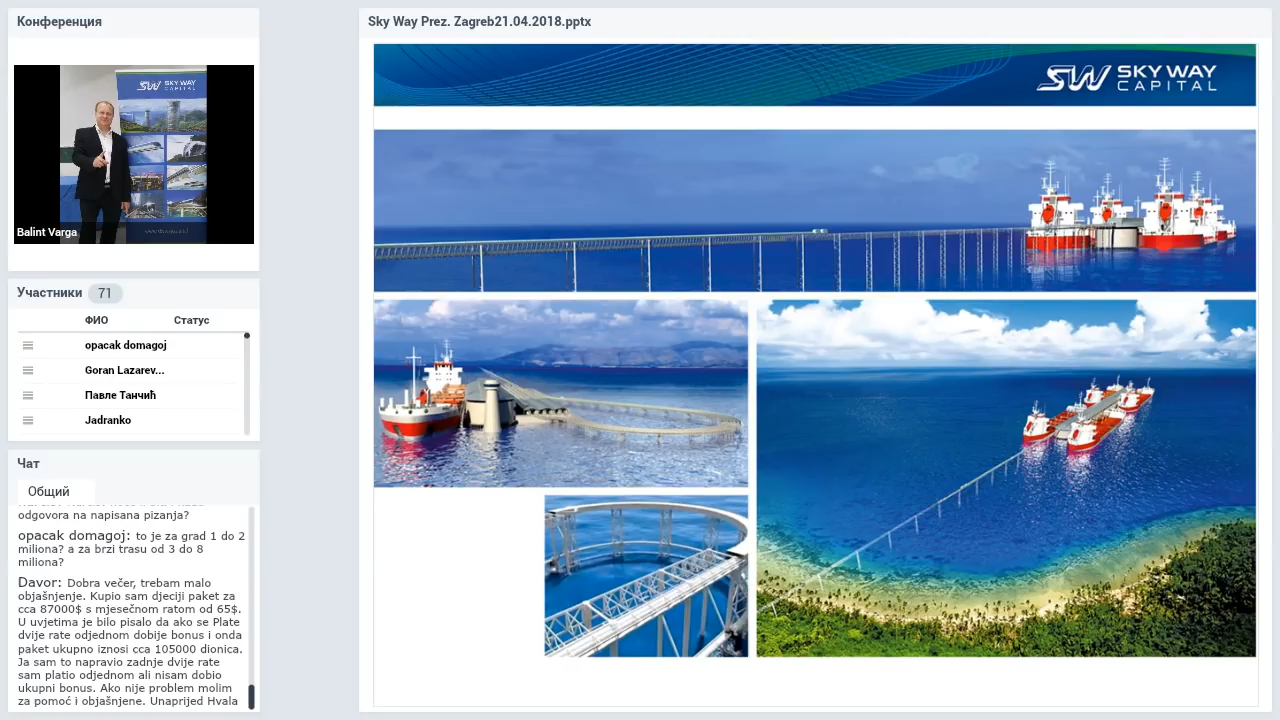 Конференция
SKY WAY
CAPITAL
Balint Varga
Участники 71
ФИО Статус
opacak domagoj
Goran Lazarev...
Павле Танчић
Jadranko
Чат
Общий
odgovora na napisana pizanja?
opacak domagoj: to je za grad 1 do 2
miliona? a za brzi trasu od 3 do 8
miliona?
Davor: Dobra večer, trebam malo
objašnjenje. Kupio sam djeciji paket za
cca 87000$ s mjesečnom ratom od 65$.
U uvjetima je bilo pisalo da ako se Plate
dvije rate odjednom dobije bonus i onda
paket ukupno iznosi cca 105000 dionica.
Ja sam to napravio zadnje dvije rate
sam platio odjednom ali nisam dobio
ukupni bonus. Ako nije problem molim
za pomoć i objašnjene. Unaprijed Hvala
Sky Way Prez. Zagreb21.04.2018.pptx
SW SKY WAY
CAPITAL